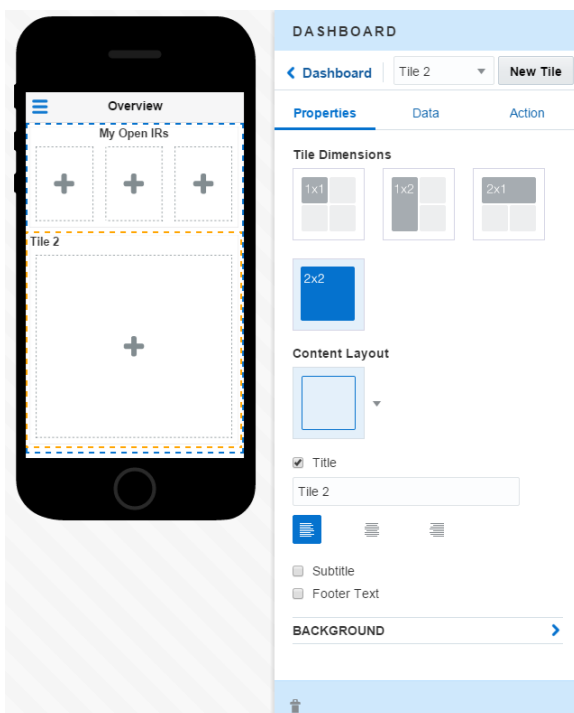 DASHBOARD
Dashboard
Tile 2
New Tile
Properties
Data
Action
Overview
My Open IRs
Tile 2
Tile Dimensions
1x1
1x2
2x1
2x2
Content Layout
Title
Tile 2
Subtitle
Footer Text
BACKGROUND